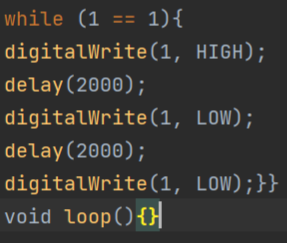 while (1 == 1){
digitalWrite(1, HIGH);
delay(2000);
digitalWrite(1, LOW);
delay(2000);
digitalWrite(1, LOW);}}
void loop(){}